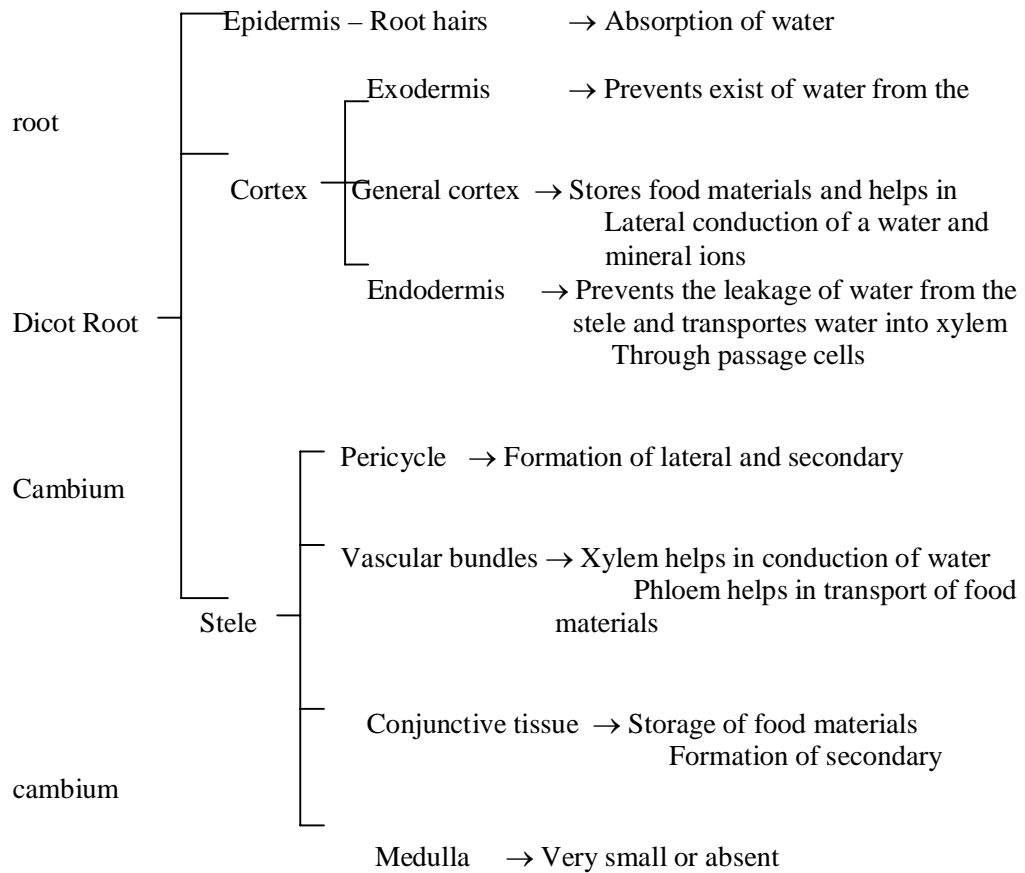 Epidermis – Root hairs → Absorption of water
Exodermis → Prevents exist of water from the
root
Cortex General cortex → Stores food materials and helps in
Lateral conduction of a water and
mineral ions
Endodermis → Prevents the leakage of water from the
Dicot Root stele and transportes water into xylem
Through passage cells
Pericycle → Formation of lateral and secondary
Cambium
Vascular bundles → Xylem helps in conduction of water
Phloem helps in transport of food
Stele materials
Conjunctive tissue → Storage of food materials
Formation of secondary
cambium
Medulla → Very small or absent